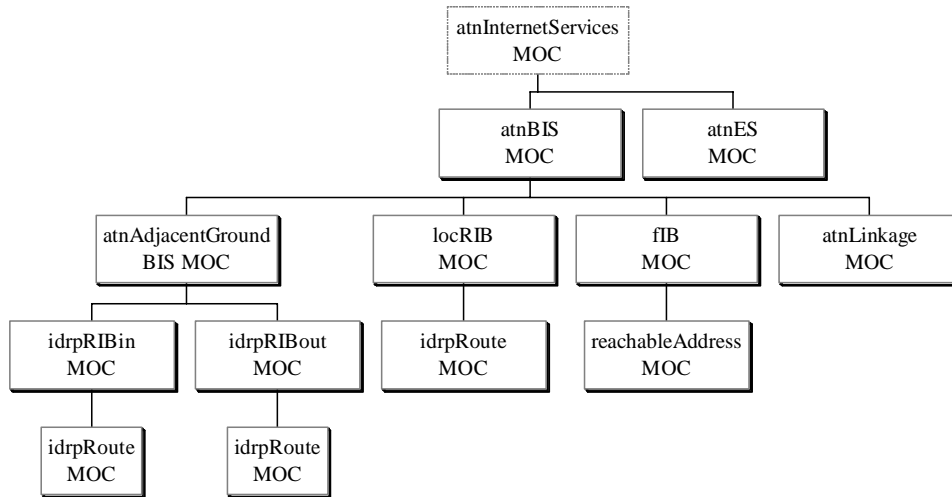 atnInternetServices
MOC
atnBIS
MOC
atnES
MOC
atnAdjacentGround
BIS MOC
locRIB
MOC
fIB
MOC
atnLinkage
MOC
idrpRIBin
MOC
idrpRIBout
MOC
idrpRoute
MOC
reachableAddress
MOC
idrpRoute
MOC
idrpRoute
MOC